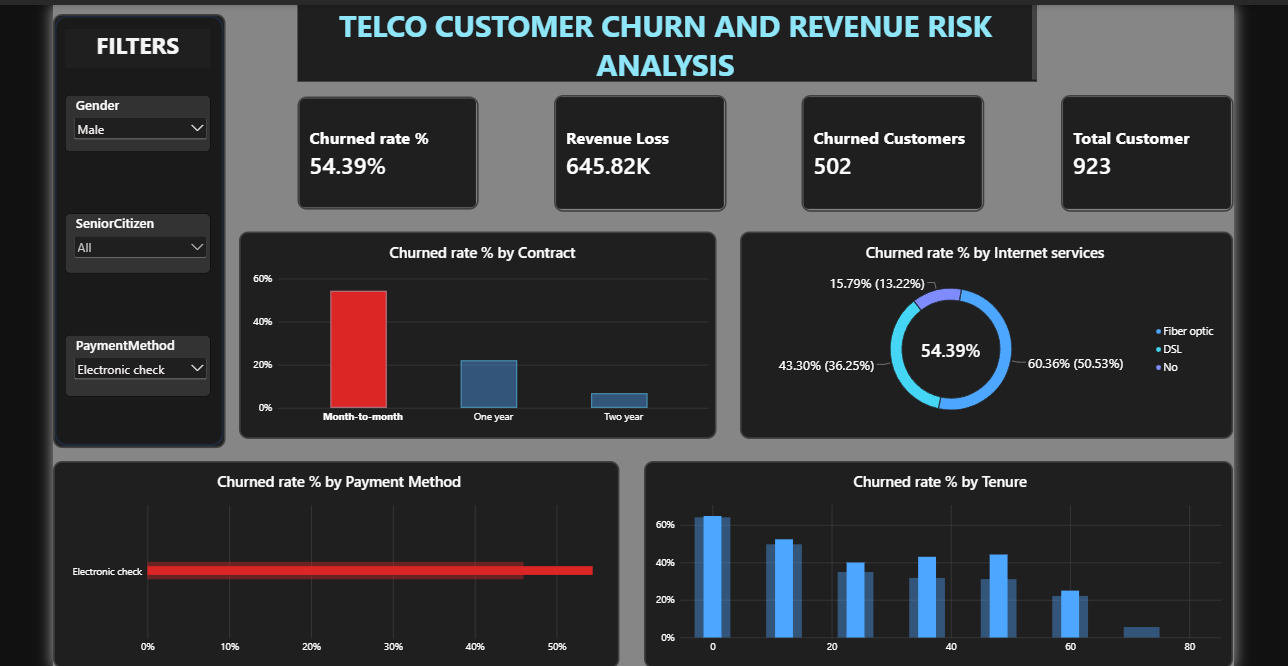 TELCO CUSTOMER CHURN AND REVENUE RISK
ANALYSIS
FILTERS
Gender
Male
SeniorCitizen
All
PaymentMethod
Electronic check
Churned rate %
54.39%
Revenue Loss
645.82K
Churned Customers
502
Total Customer
923
Churned rate % by Contract
60%
40%
20%
0%
Month-to-month
One year
Two year
Churned rate % by Internet services
15.79% (13.22%)
43.30% (36.25%)
54.39%
60.36% (50.53%)
Fiber optic
DSL
No
Churned rate % by Payment Method
Electronic check
0%
10%
20%
30%
40%
50%
Churned rate % by Tenure
60%
40%
20%
0%
0
20
40
60
80